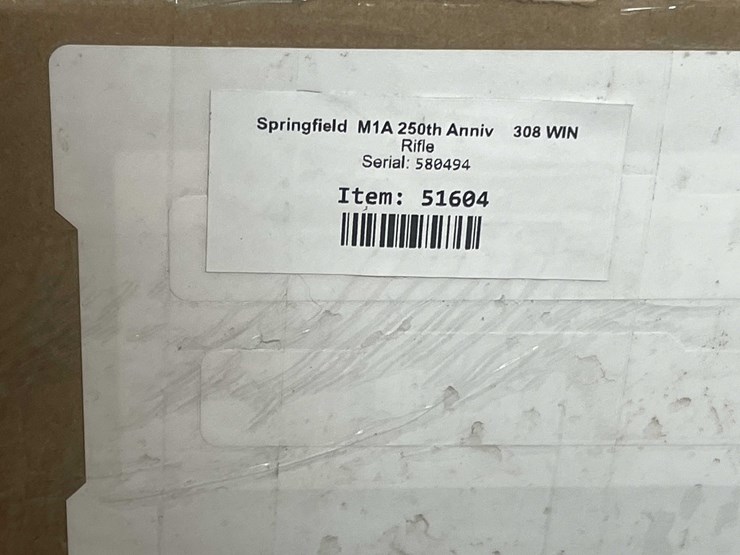 Springfield M1A 250th Anniv 308 WIN
Rifle
Serial: 580494
Item: 51604